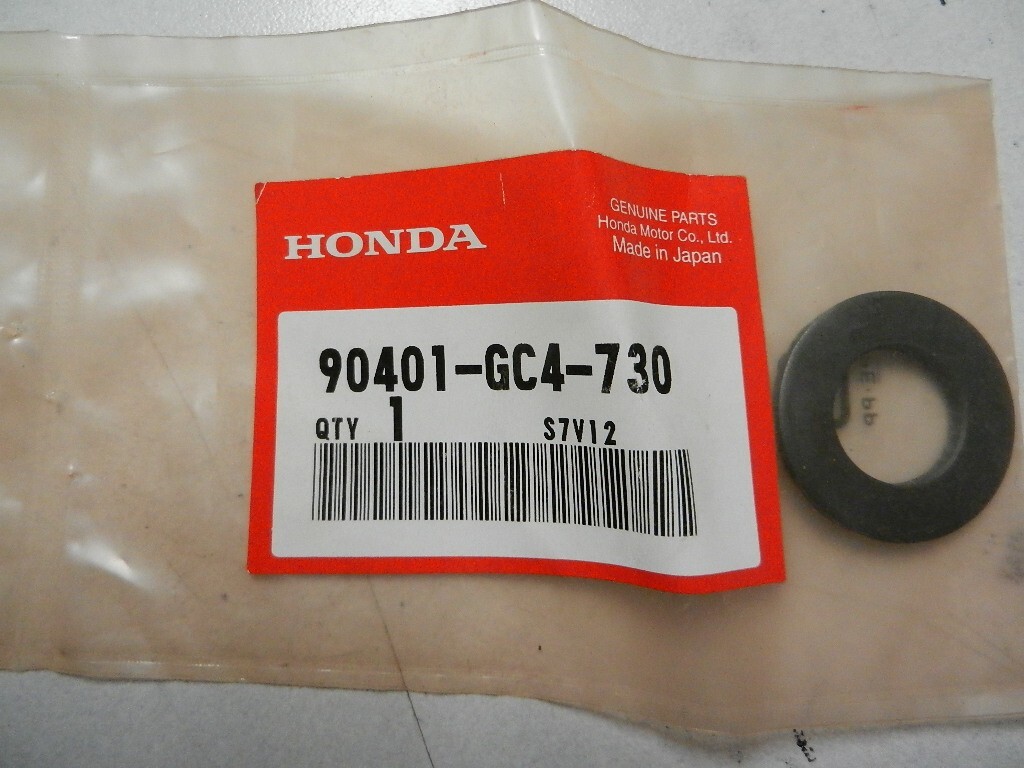 HONDA
GENUINE PARTS
Honda Motor Co., Ltd.
Made in Japan
90401-GC4-730
QTY 1 S7V12